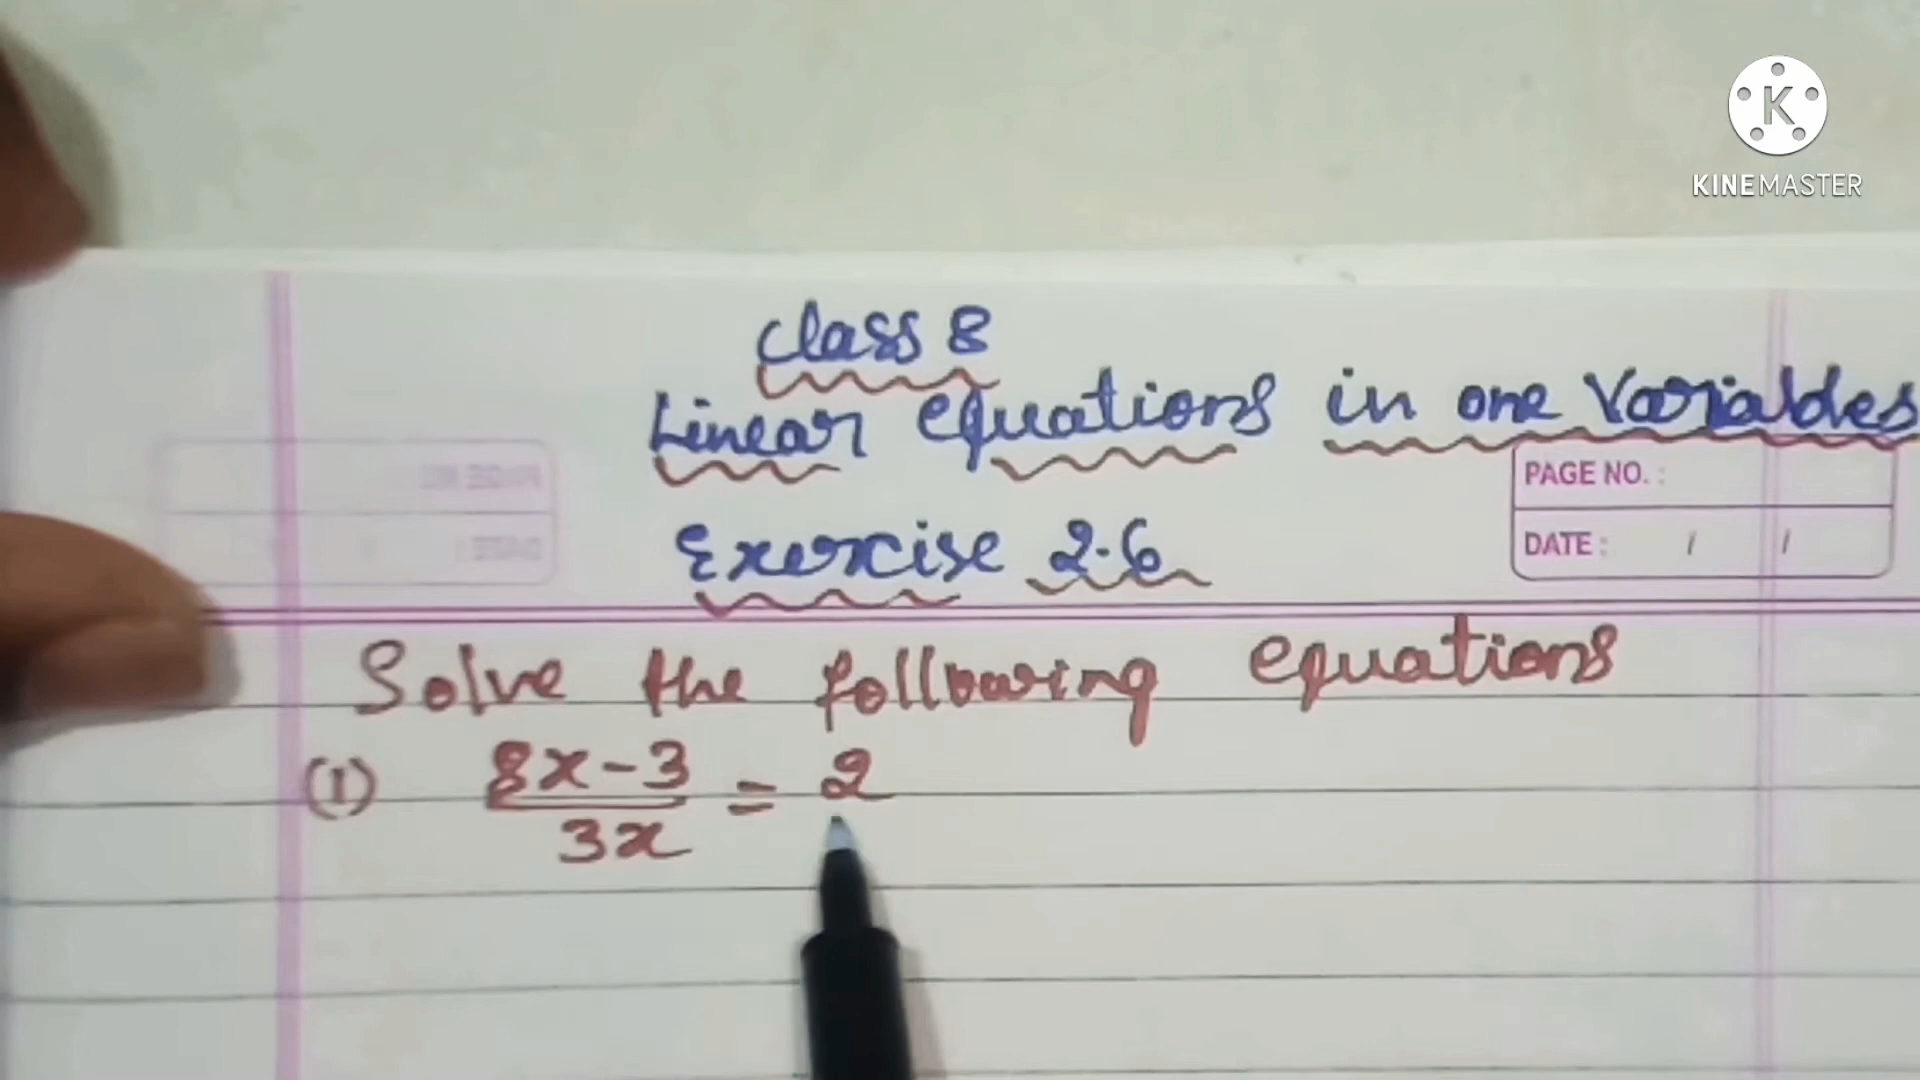 K
KINEMASTER
Class 8
Linear equations in one Variables
PAGE NO. :
DATE : / /
Exercise 2.6
Solve the following equations
(1) 8x-3/3x = 2